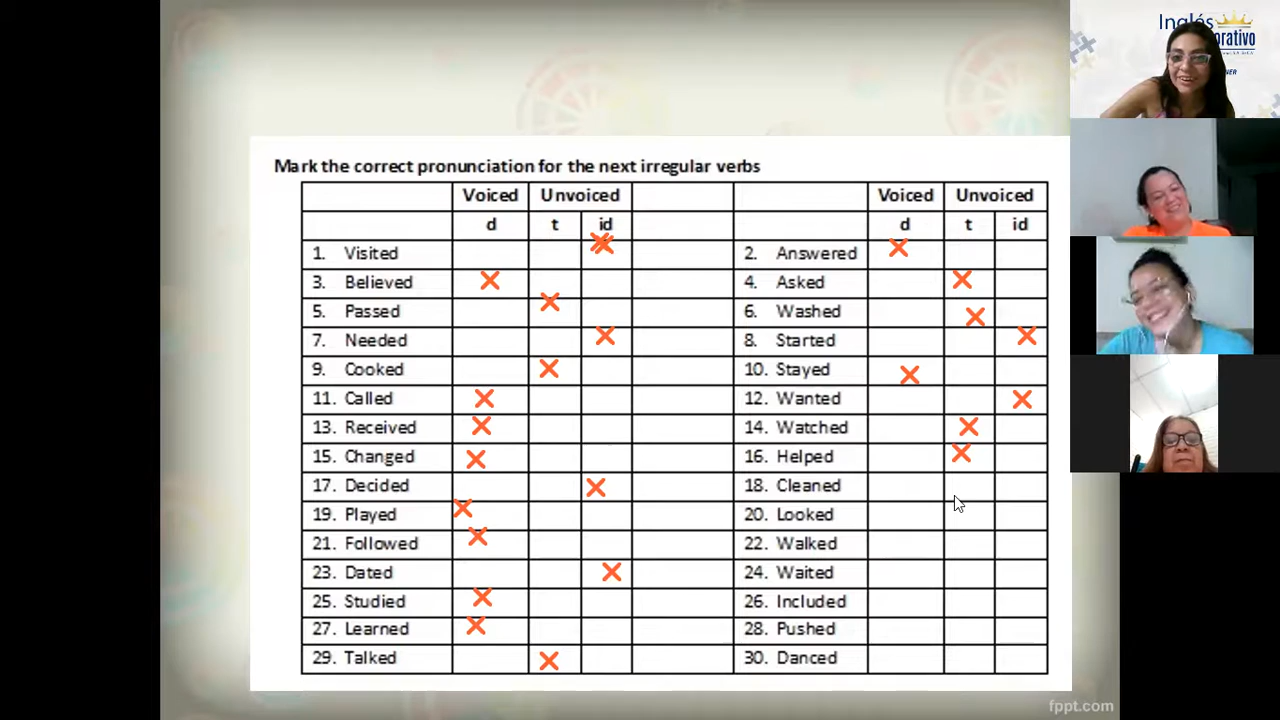 Inglés
orativo
NER
Mark the correct pronunciation for the next irregular verbs
Voiced Unvoiced Voiced Unvoiced
d t id d t id
1. Visited 2. Answered
3. Believed 4. Asked
5. Passed 6. Washed
7. Needed 8. Started
9. Cooked 10. Stayed
11. Called 12. Wanted
13. Received 14. Watched
15. Changed 16. Helped
17. Decided 18. Cleaned
19. Played 20. Looked
21. Followed 22. Walked
23. Dated 24. Waited
25. Studied 26. Included
27. Learned 28. Pushed
29. Talked 30. Danced
fppt.com